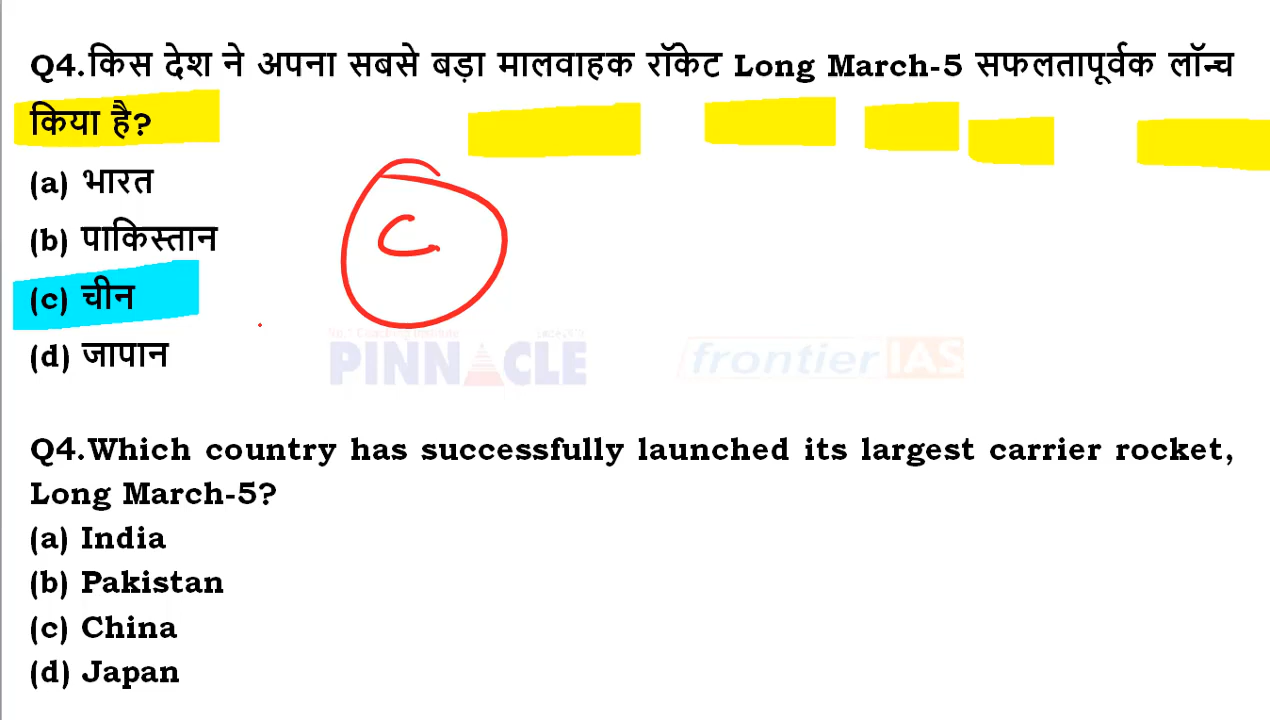 Q4.किस देश ने अपना सबसे बड़ा मालवाहक रॉकेट Long March-5 सफलतापूर्वक लॉन्च
किया है?
(a) भारत
(b) पाकिस्तान
C
(c) चीन
(d) जापान
PINNACLE
frontier IAS
Q4.Which country has successfully launched its largest carrier rocket,
Long March-5?
(a) India
(b) Pakistan
(c) China
(d) Japan